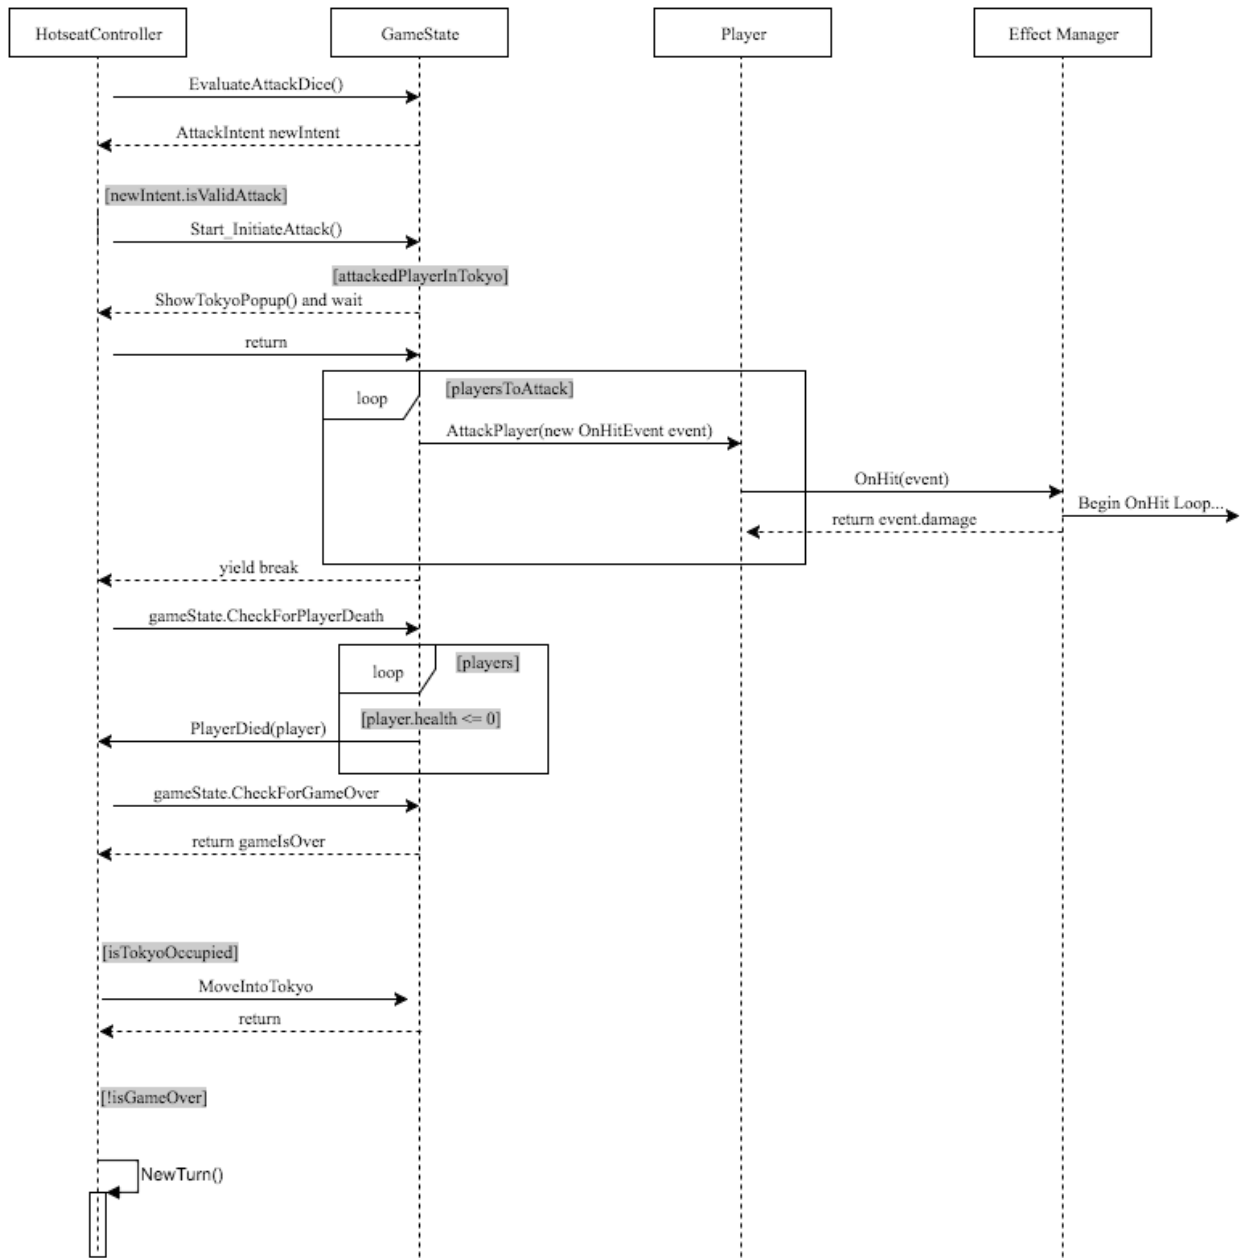 HotseatController
GameState
Player
Effect Manager
EvaluateAttackDice()
AttackIntent newIntent
[newIntent.isValidAttack]
Start_InitiateAttack()
[attackedPlayerInTokyo]
ShowTokyoPopup() and wait
return
loop
[playersToAttack]
AttackPlayer(new OnHitEvent event)
OnHit(event)
Begin OnHit Loop...
return event.damage
yield break
gameState.CheckForPlayerDeath
loop
[players]
[player.health <= 0]
PlayerDied(player)
gameState.CheckForGameOver
return gameIsOver
[isTokyoOccupied]
MoveIntoTokyo
return
[!isGameOver]
NewTurn()